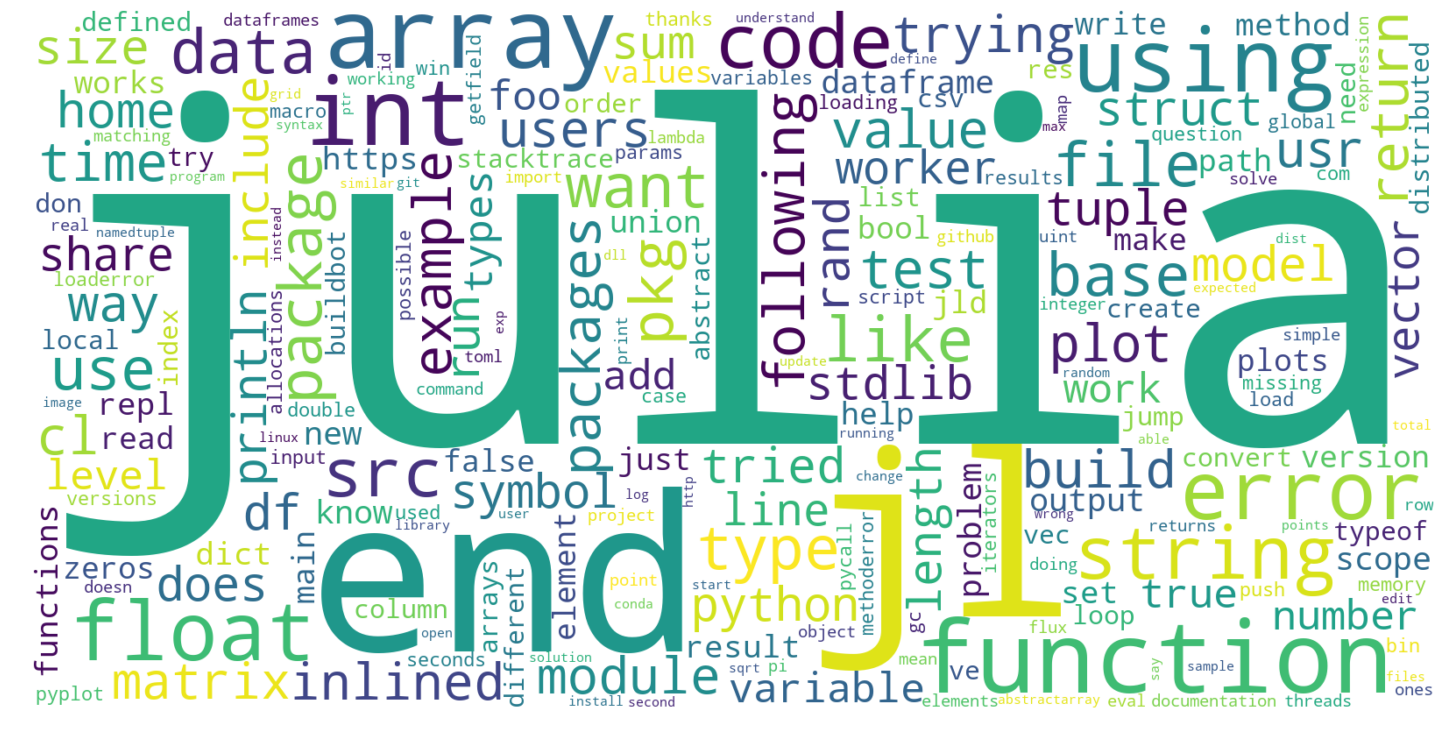 defined
dataframes
thanks
understand
write
method
size
data
array
sum
code
trying
using
return
works
id
working
win
getfield
values
variables
define
dataframe
res
need
expression
distributed
home
include
grid
macro
ptr
int
foo
order
loading
csv
max
map
struct
global
matching
syntax
users
lambda
value
question
time
try
https
stacktrace
params
following
worker
results
file
path
usr
com
program
package
similar
git
import
want
list
solve
don
example
types
union
rand
bool
tuple
real
namedtuple
instead
julia
github
uint
make
dist
share
possible
packages
dll
pkg
abstract
test
base
model
vector
loaderror
buildbot
run
script
jld
integer
create
expected
way
println
allocations
exp
print
like
plot
simple
local
index
toml
update
plots
use
command
add
stdlib
random
work
missing
image
repl
double
case
help
jump
load
cl
read
linux
new
running
able
total
level
input
src
false
just
tried
jl
build
convert
version
versions
df
know
used
symbol
log
http
line
change
length
problem
output
wrong
error
row
functions
library
user
project
iterators
vec
returns
points
typeof
zeros
dict
main
end
element
type
pycall
methoderror
doing
string
scope
doesn
does
point
start
memory
float
column
conda
python
gc
set
true
push
edit
open
arrays
object
flux
loop
number
function
seconds
different
solution
result
mean
say
sample
bin
pyplot
matrix
inlined
module
sqrt
pi
variable
ve
files
install
second
elements
abstractarray
eval
documentation
threads
ones